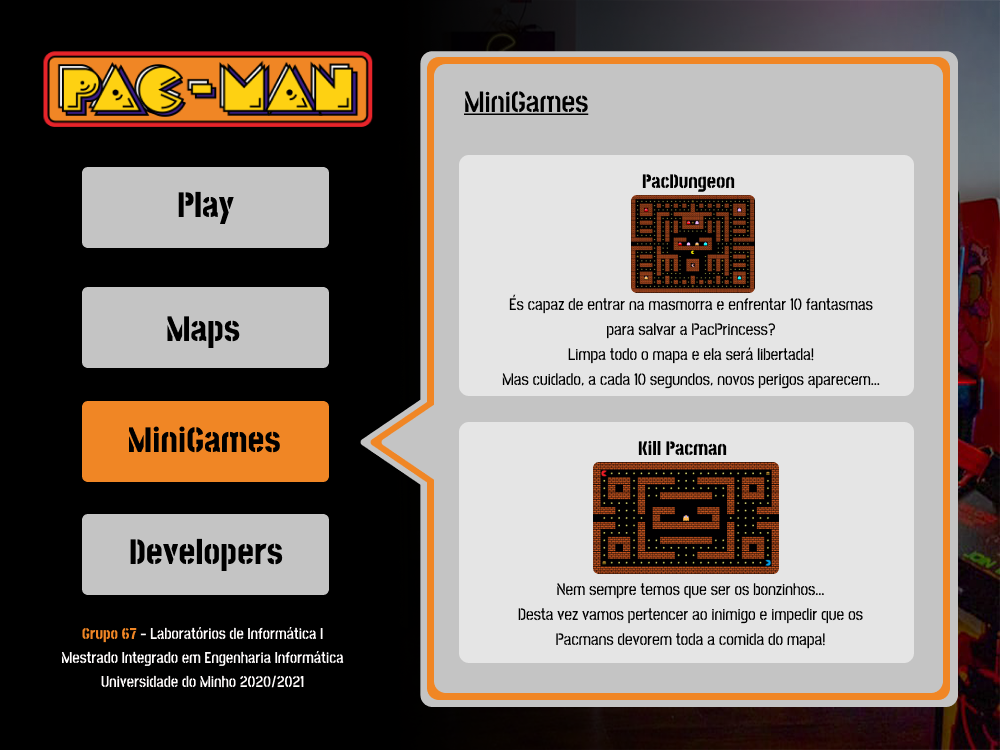 PAC-MAN
Play
Maps
MiniGames
Developers
Grupo 67 - Laboratórios de Informática I
Mestrado Integrado em Engenharia Informática
Universidade do Minho 2020/2021
MiniGames
PacDungeon
És capaz de entrar na masmorra e enfrentar 10 fantasmas
para salvar a PacPrincess?
Limpa todo o mapa e ela será libertada!
Mas cuidado, a cada 10 segundos, novos perigos aparecem...
Kill Pacman
Nem sempre temos que ser os bonzinhos...
Desta vez vamos pertencer ao inimigo e impedir que os
Pacmans devorem toda a comida do mapa!